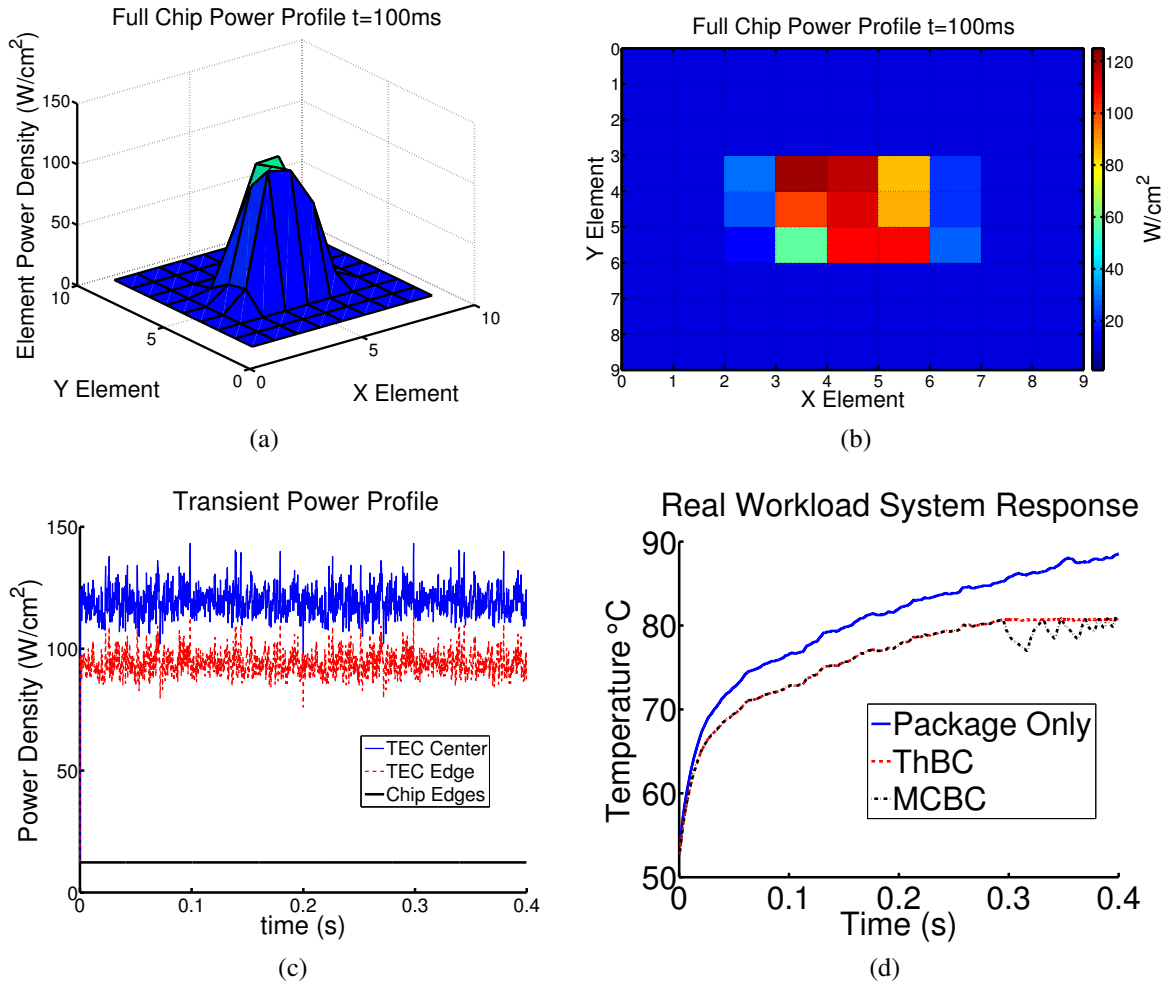 Full Chip Power Profile t=100ms
Element Power Density (W/cm²)
150
100
50
0
10
5
0
0
5
10
Y Element
X Element
(a)
Full Chip Power Profile t=100ms
Y Element
0
1
2
3
4
5
6
7
8
9
0 1 2 3 4 5 6 7 8 9
X Element
120
100
80
60
40
20
W/cm²
(b)
Transient Power Profile
Power Density (W/cm²)
150
100
50
0
TEC Center
TEC Edge
Chip Edges
0 0.1 0.2 0.3 0.4
time (s)
(c)
Real Workload System Response
Temperature °C
90
80
70
60
50
Package Only
ThBC
MCBC
0 0.1 0.2 0.3 0.4
Time (s)
(d)